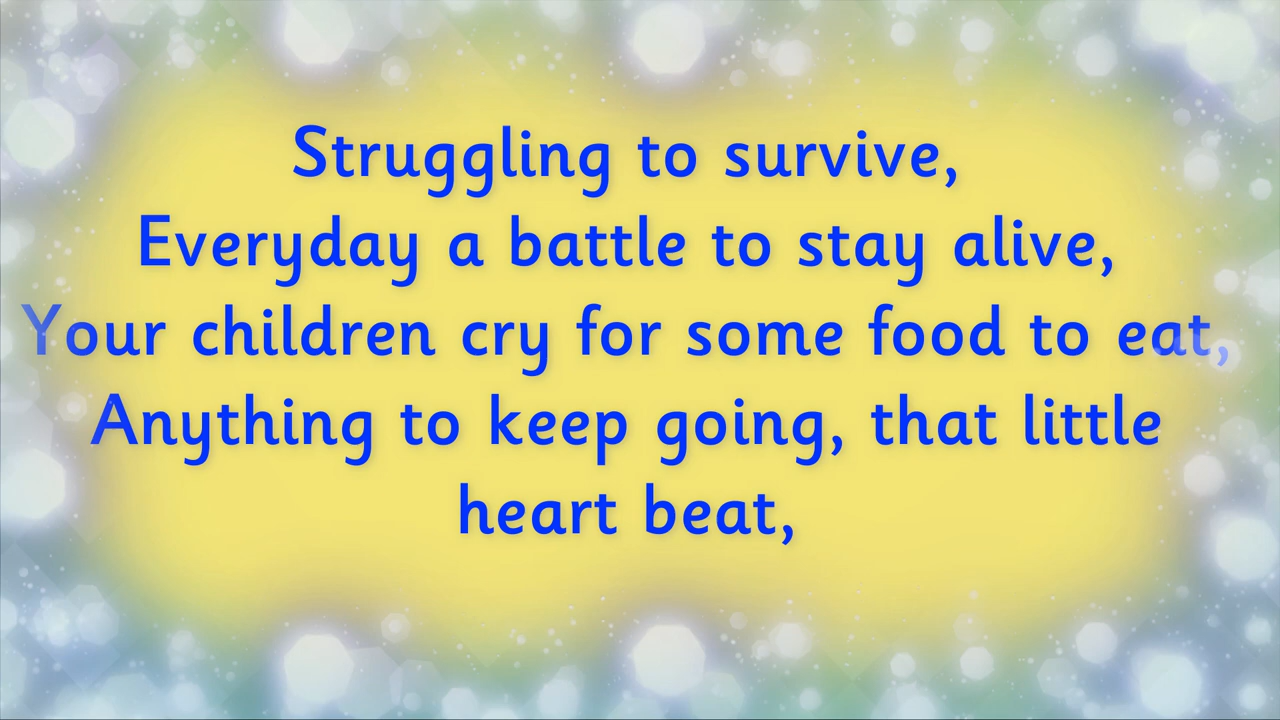 Struggling to survive,
Everyday a battle to stay alive,
Your children cry for some food to eat,
Anything to keep going, that little
heart beat,